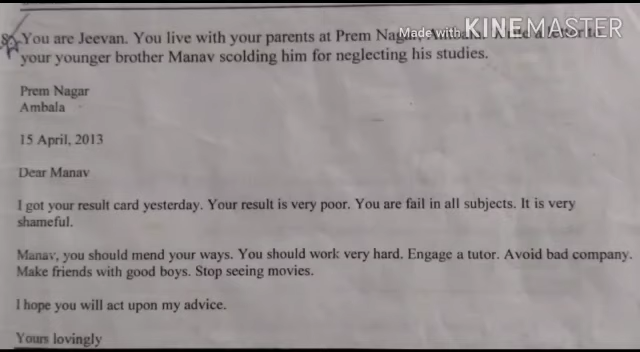 8. You are Jeevan. You live with your parents at Prem Nagar,
Made with KINEMASTER
your younger brother Manav scolding him for neglecting his studies.
Prem Nagar
Ambala
15 April, 2013
Dear Manav
I got your result card yesterday. Your result is very poor. You are fail in all subjects. It is very
shameful.
Manav, you should mend your ways. You should work very hard. Engage a tutor. Avoid bad company.
Make friends with good boys. Stop seeing movies.
I hope you will act upon my advice.
Yours lovingly